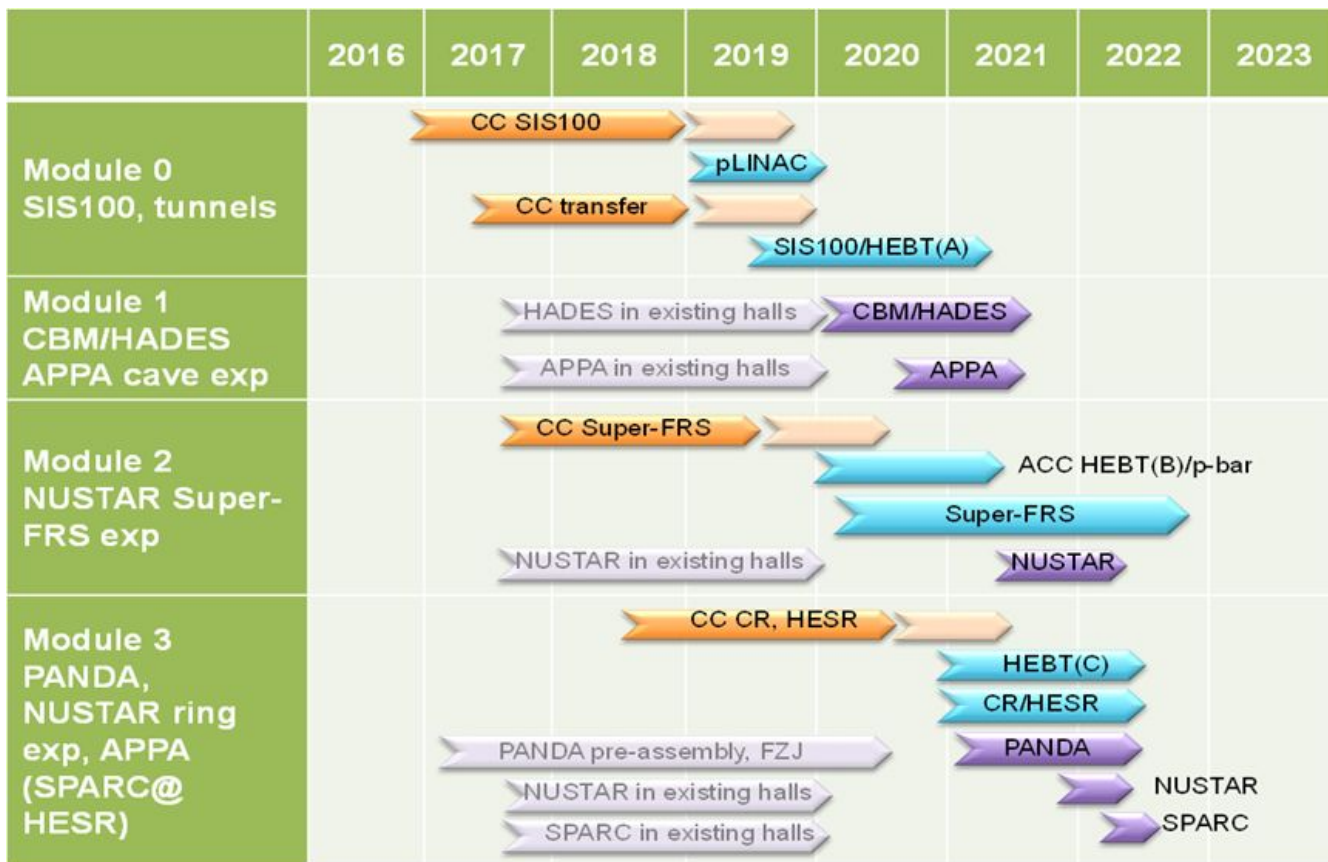 2016 2017 2018 2019 2020 2021 2022 2023
Module 0
SIS100, tunnels
CC SIS100
pLINAC
CC transfer
SIS100/HEBT(A)
Module 1
CBM/HADES
APPA cave exp
HADES in existing halls
CBM/HADES
APPA in existing halls
APPA
Module 2
NUSTAR Super-
FRS exp
CC Super-FRS
ACC HEBT(B)/p-bar
Super-FRS
NUSTAR in existing halls
NUSTAR
Module 3
PANDA,
NUSTAR ring
exp, APPA
(SPARC@
HESR)
CC CR, HESR
HEBT(C)
CR/HESR
PANDA pre-assembly, FZJ
PANDA
NUSTAR in existing halls
NUSTAR
SPARC in existing halls
SPARC